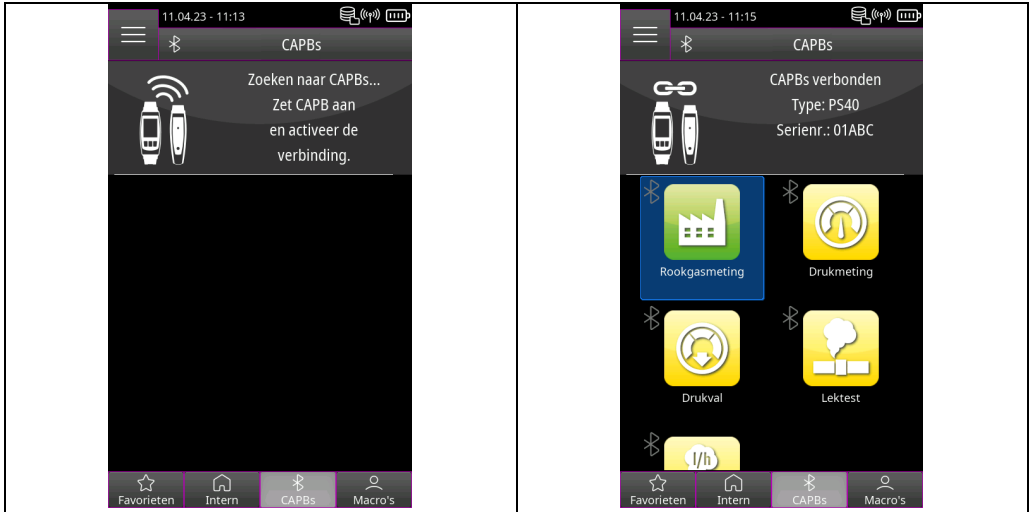 11.04.23 - 11:13
CAPBs
Zoeken naar CAPBs...
Zet CAPB aan
en activeer de
verbinding.
Favorieten Intern CAPBs Macro's
11.04.23 - 11:15
CAPBs
CAPBs verbonden
Type: PS40
Serienr.: 01ABC
Rookgasmeting Drukmeting
Drukval Lektest
l/h
Favorieten Intern CAPBs Macro's